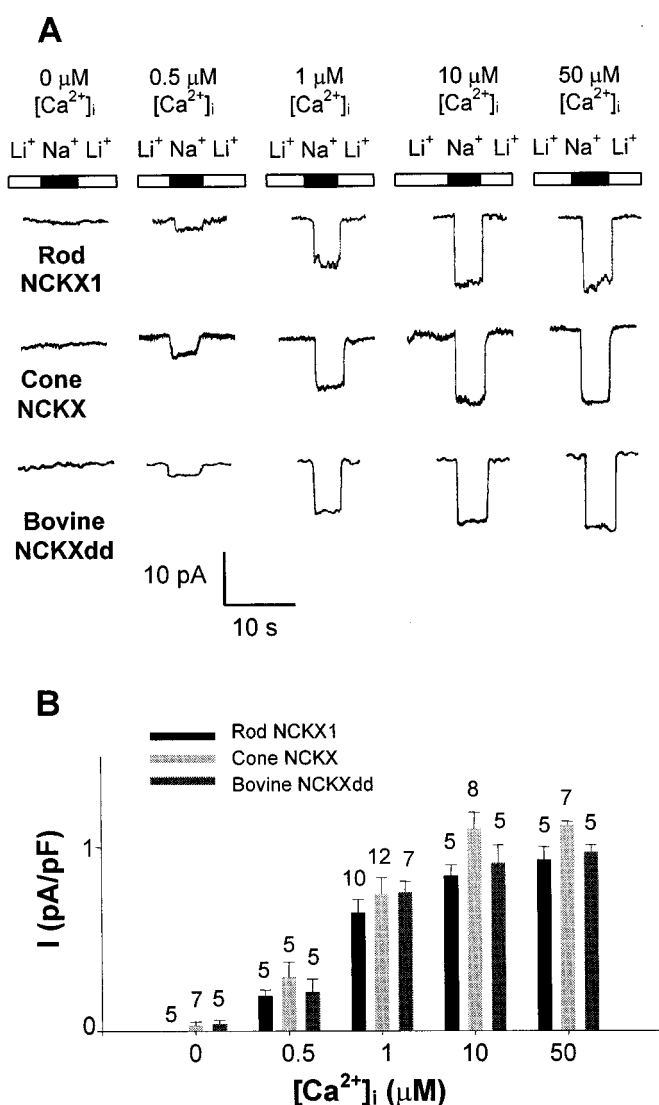 A
0 μM 0.5 μM 1 μM 10 μM 50 μM
[Ca²⁺]ᵢ [Ca²⁺]ᵢ [Ca²⁺]ᵢ [Ca²⁺]ᵢ [Ca²⁺]ᵢ
Li⁺ Na⁺ Li⁺ Li⁺ Na⁺ Li⁺ Li⁺ Na⁺ Li⁺ Li⁺ Na⁺ Li⁺ Li⁺ Na⁺ Li⁺
Rod
NCKX1
Cone
NCKX
Bovine
NCKXdd
10 pA
10 s
B
Rod NCKX1
Cone NCKX
Bovine NCKXdd
I (pA/pF)
1
0
5 7 5
5 5 5
10 12 7
5 8 5
5 7 5
0 0.5 1 10 50
[Ca²⁺]ᵢ (μM)